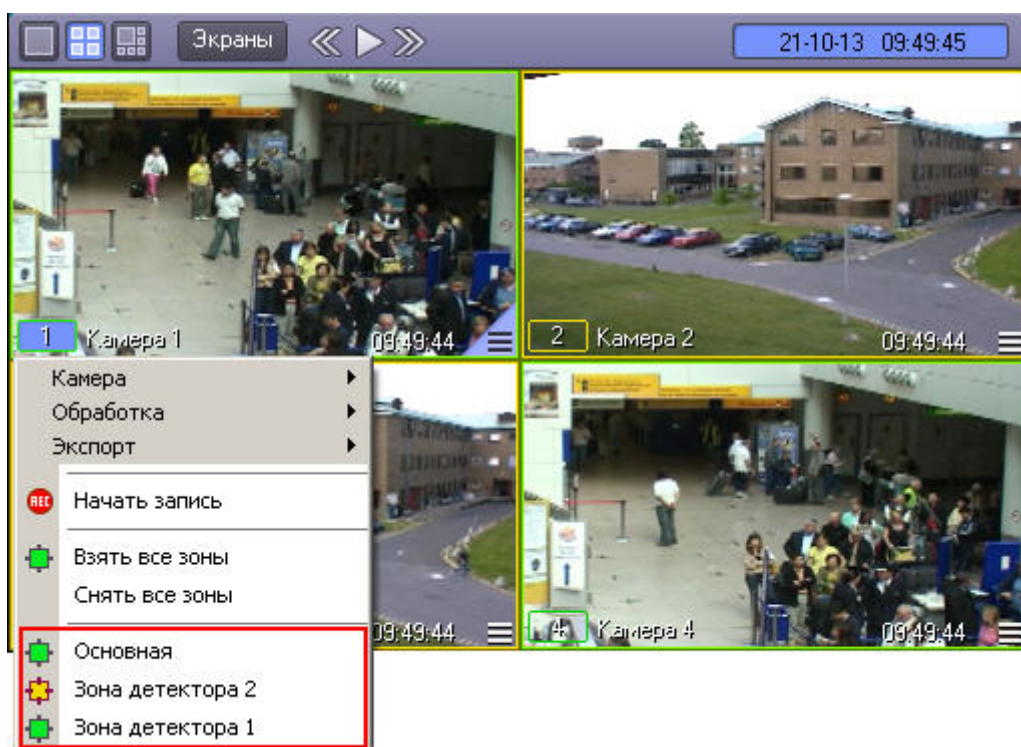 Экраны
21-10-13 09:49:45
1 Камера 1 09:49:44
2 Камера 2 09:49:44
Камера
Обработка
Экспорт
REC Начать запись
Взять все зоны
Снять все зоны
09:49:44
4 Камера 4 09:49:44
Основная
Зона детектора 2
Зона детектора 1